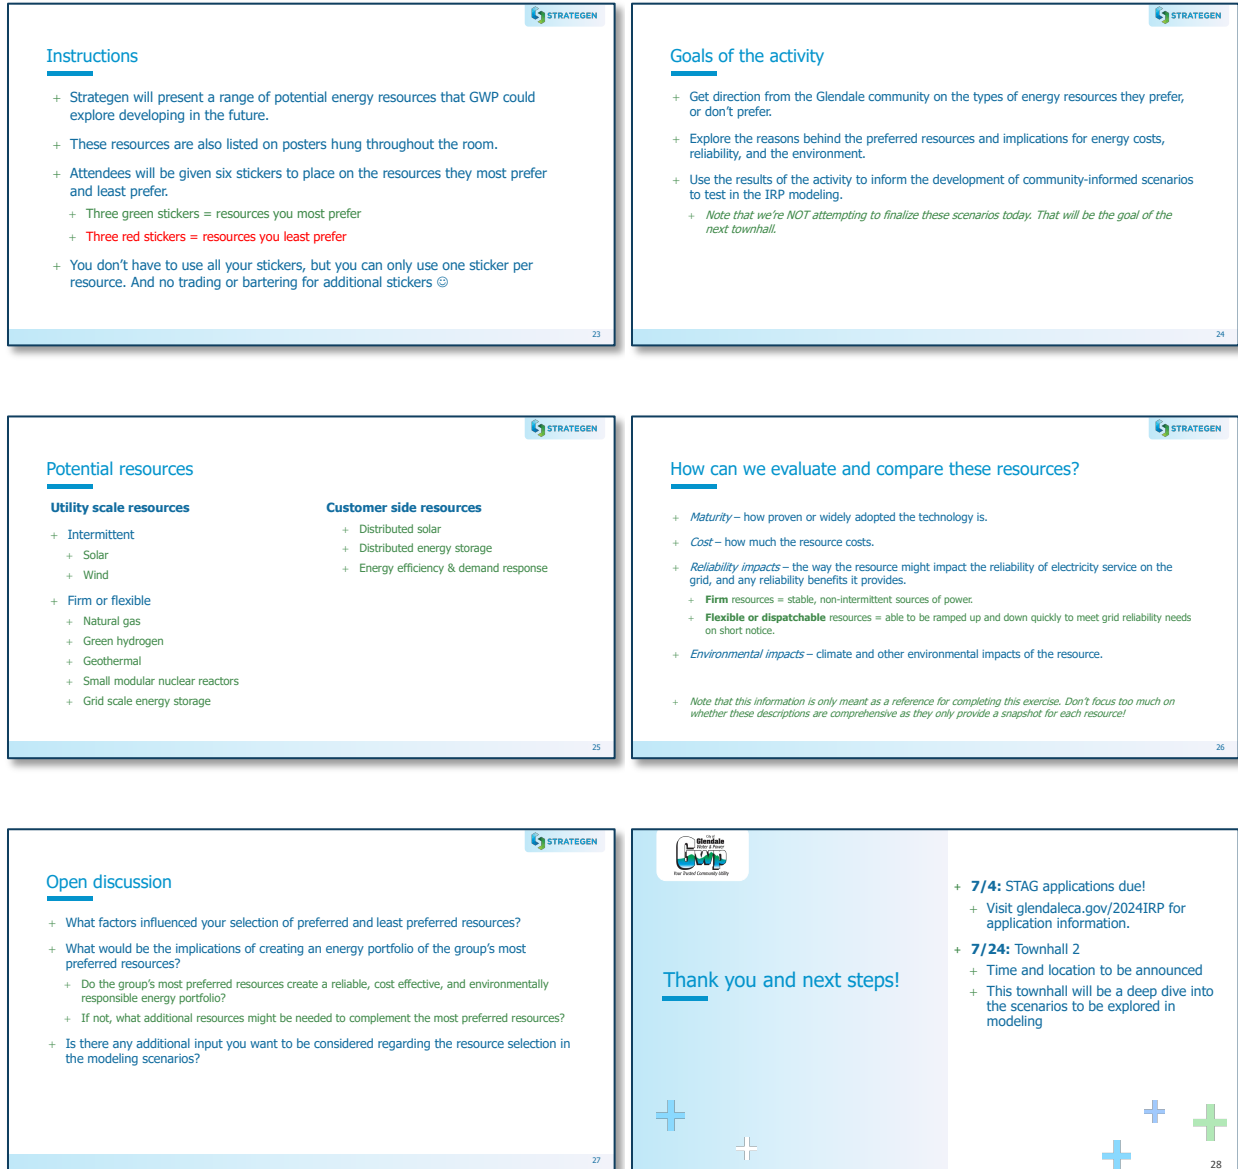 STRATEGEN
Instructions
+ Strategen will present a range of potential energy resources that GWP could
explore developing in the future.
+ These resources are also listed on posters hung throughout the room.
+ Attendees will be given six stickers to place on the resources they most prefer
and least prefer.
+ Three green stickers = resources you most prefer
+ Three red stickers = resources you least prefer
+ You don't have to use all your stickers, but you can only use one sticker per
resource. And no trading or bartering for additional stickers ☺
23
STRATEGEN
Goals of the activity
+ Get direction from the Glendale community on the types of energy resources they prefer,
or don't prefer.
+ Explore the reasons behind the preferred resources and implications for energy costs,
reliability, and the environment.
+ Use the results of the activity to inform the development of community-informed scenarios
to test in the IRP modeling.
+ Note that we're NOT attempting to finalize these scenarios today. That will be the goal of the
next townhall.
24
STRATEGEN
Potential resources
Utility scale resources
+ Intermittent
+ Solar
+ Wind
+ Firm or flexible
+ Natural gas
+ Green hydrogen
+ Geothermal
+ Small modular nuclear reactors
+ Grid scale energy storage
Customer side resources
+ Distributed solar
+ Distributed energy storage
+ Energy efficiency & demand response
25
STRATEGEN
How can we evaluate and compare these resources?
+ Maturity – how proven or widely adopted the technology is.
+ Cost – how much the resource costs.
+ Reliability impacts – the way the resource might impact the reliability of electricity service on the
grid, and any reliability benefits it provides.
+ Firm resources = stable, non-intermittent sources of power.
+ Flexible or dispatchable resources = able to be ramped up and down quickly to meet grid reliability needs
on short notice.
+ Environmental impacts – climate and other environmental impacts of the resource.
+ Note that this information is only meant as a reference for completing this exercise. Don't focus too much on
whether these descriptions are comprehensive as they only provide a snapshot for each resource!
26
STRATEGEN
Open discussion
+ What factors influenced your selection of preferred and least preferred resources?
+ What would be the implications of creating an energy portfolio of the group's most
preferred resources?
+ Do the group's most preferred resources create a reliable, cost effective, and environmentally
responsible energy portfolio?
+ If not, what additional resources might be needed to complement the most preferred resources?
+ Is there any additional input you want to be considered regarding the resource selection in
the modeling scenarios?
27
City of
Glendale
Water & Power
GWP
Your Trusted Community Utility
Thank you and next steps!
+ 7/4: STAG applications due!
+ Visit glendaleca.gov/2024IRP for
application information.
+ 7/24: Townhall 2
+ Time and location to be announced
+ This townhall will be a deep dive into
the scenarios to be explored in
modeling
28